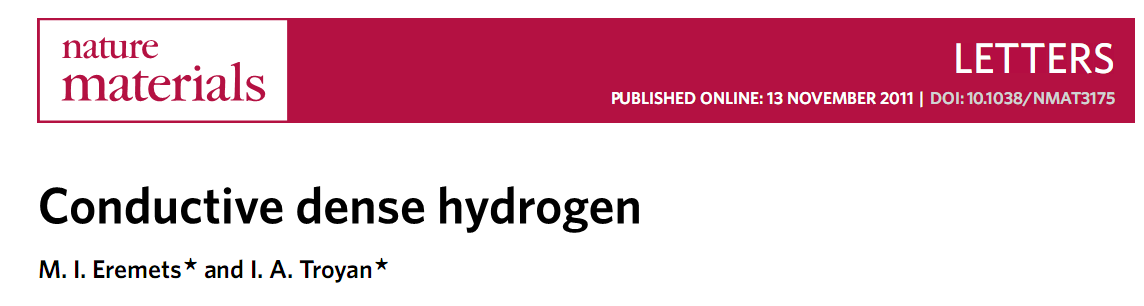 nature
materials
LETTERS
PUBLISHED ONLINE: 13 NOVEMBER 2011 | DOI: 10.1038/NMAT3175
Conductive dense hydrogen
M. I. Eremets★ and I. A. Troyan★